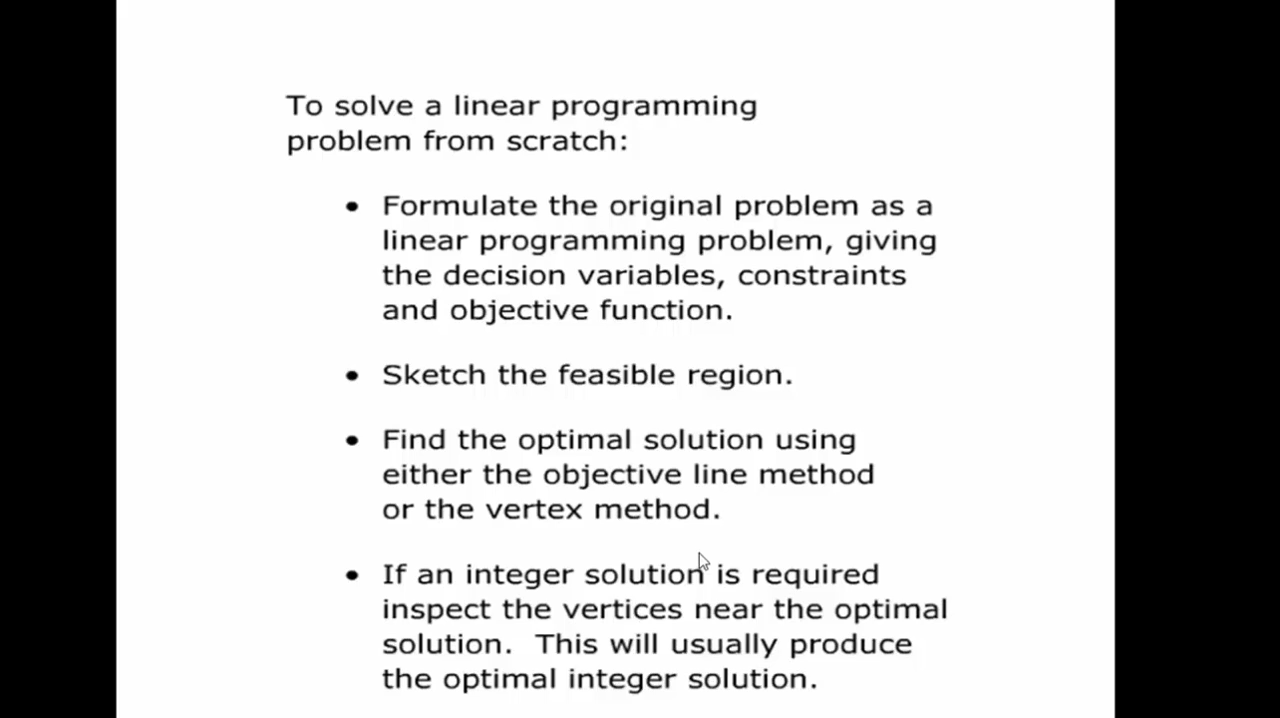 To solve a linear programming
problem from scratch:
• Formulate the original problem as a
linear programming problem, giving
the decision variables, constraints
and objective function.
• Sketch the feasible region.
• Find the optimal solution using
either the objective line method
or the vertex method.
• If an integer solution is required
inspect the vertices near the optimal
solution.  This will usually produce
the optimal integer solution.